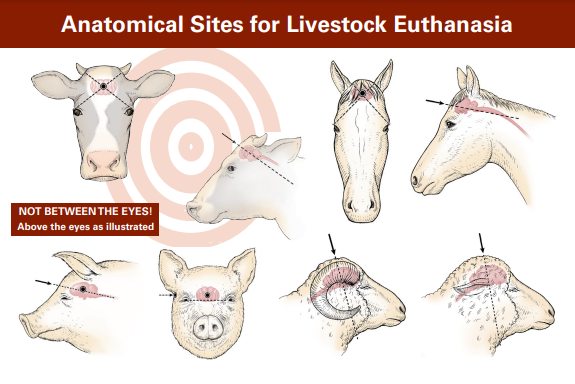 Anatomical Sites for Livestock Euthanasia
NOT BETWEEN THE EYES!
Above the eyes as illustrated